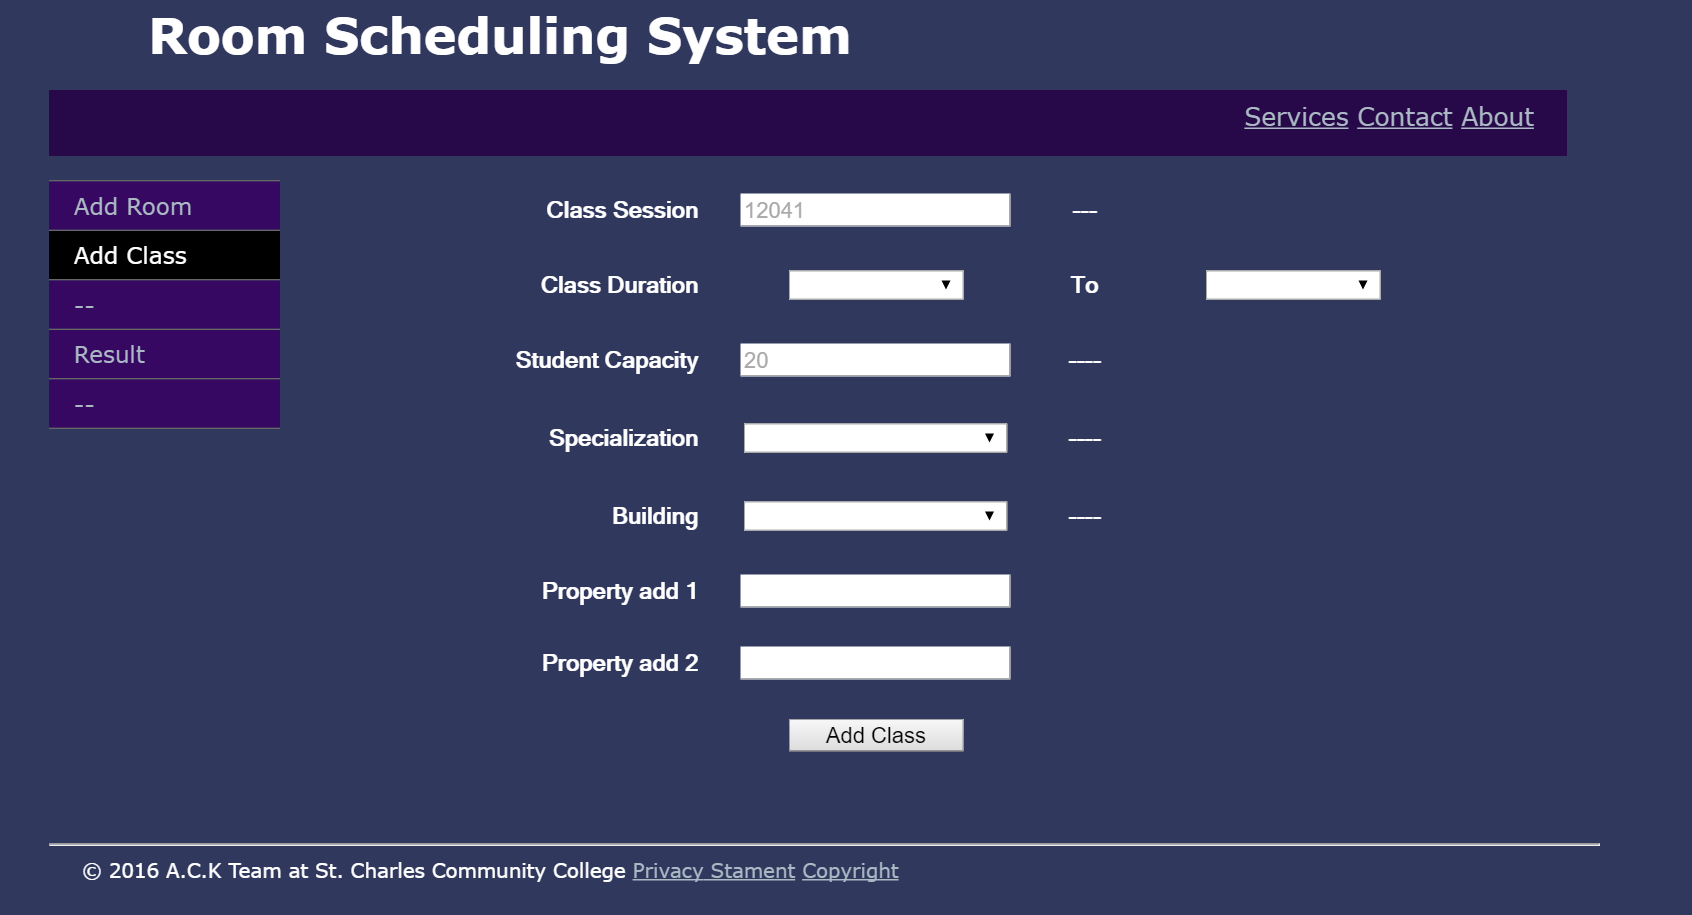 Room Scheduling System
Services Contact About
Add Room
Add Class
--
Result
--
Class Session 12041 ---
Class Duration To
Student Capacity 20 ----
Specialization ----
Building ----
Property add 1
Property add 2
Add Class
© 2016 A.C.K Team at St. Charles Community College Privacy Stament Copyright